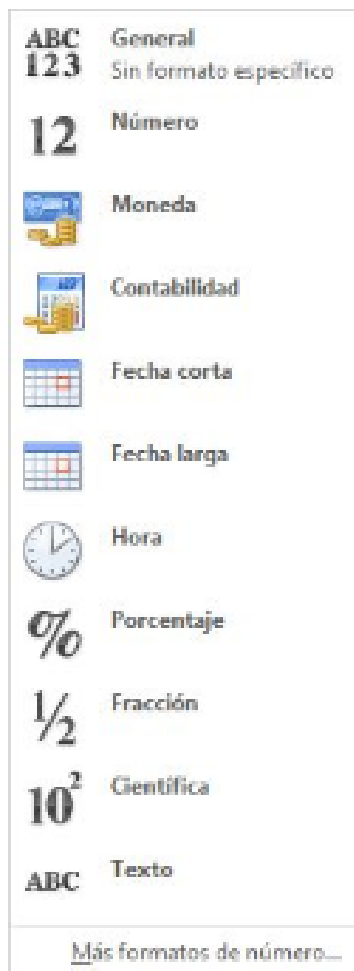 ABC
123
General
Sin formato específico
12
Número
Moneda
Contabilidad
Fecha corta
Fecha larga
Hora
%
Porcentaje
1/2
Fracción
10²
Científica
ABC
Texto
Más formatos de número...